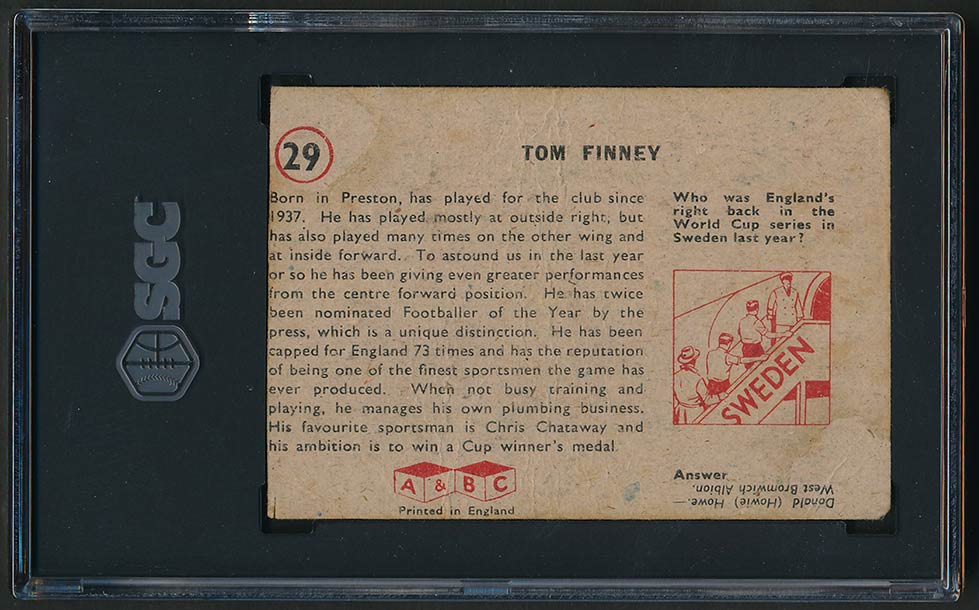 SGC
29
TOM FINNEY
Born in Preston, has played for the club since
1937. He has played mostly at outside right, but
has also played many times on the other wing and
at inside forward. To astound us in the last year
or so he has been giving even greater performances
from the centre forward position. He has twice
been nominated Footballer of the Year by the
press, which is a unique distinction. He has been
capped for England 73 times and has the reputation
of being one of the finest sportsmen the game has
ever produced. When not busy training and
playing, he manages his own plumbing business.
His favourite sportsman is Chris Chataway and
his ambition is to win a Cup winner's medal
A & B C
Printed in England
Who was England's
right back in the
World Cup series in
Sweden last year?
SWEDEN
Answer
Donald (Howie) Howe.—
West Bromwich Albion.